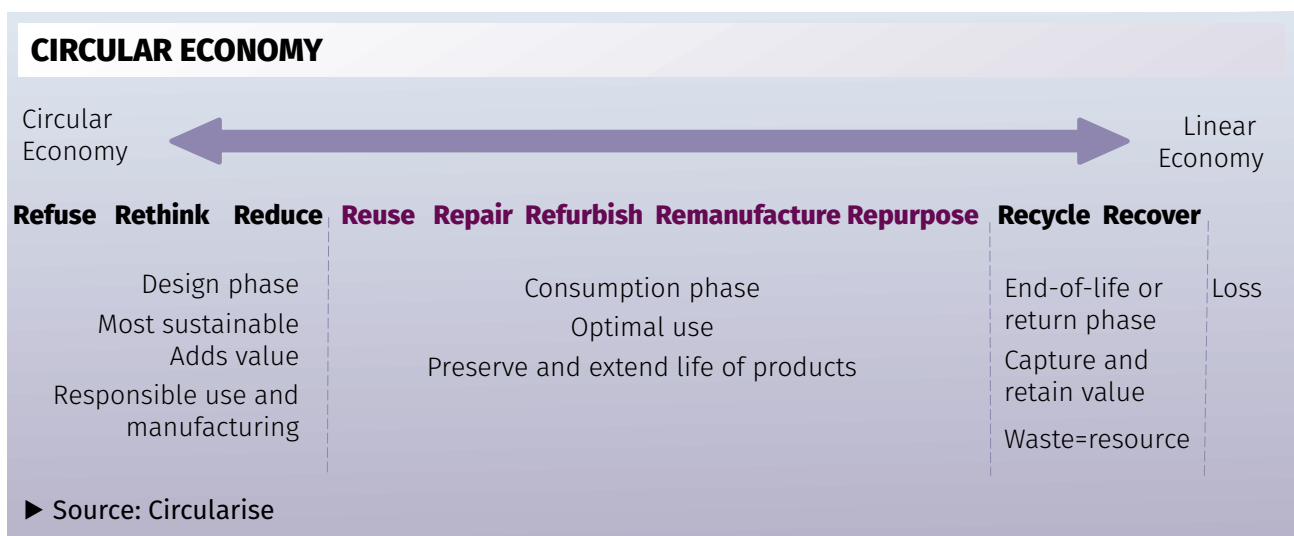 CIRCULAR ECONOMY
Circular
Economy
Linear
Economy
Refuse Rethink Reduce Reuse Repair Refurbish Remanufacture Repurpose Recycle Recover
Design phase
Most sustainable
Adds value
Responsible use and
manufacturing
Consumption phase
Optimal use
Preserve and extend life of products
End-of-life or
return phase
Capture and
retain value
Waste=resource
Loss
▶ Source: Circularise